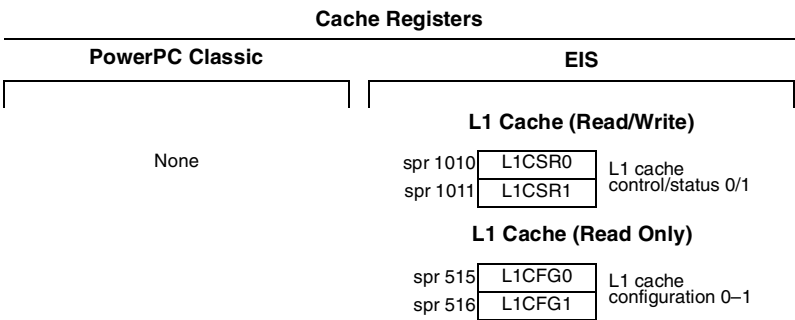 Cache Registers
PowerPC Classic
EIS
L1 Cache (Read/Write)
None
spr 1010 L1CSR0
spr 1011 L1CSR1
L1 cache
control/status 0/1
L1 Cache (Read Only)
spr 515 L1CFG0
spr 516 L1CFG1
L1 cache
configuration 0–1